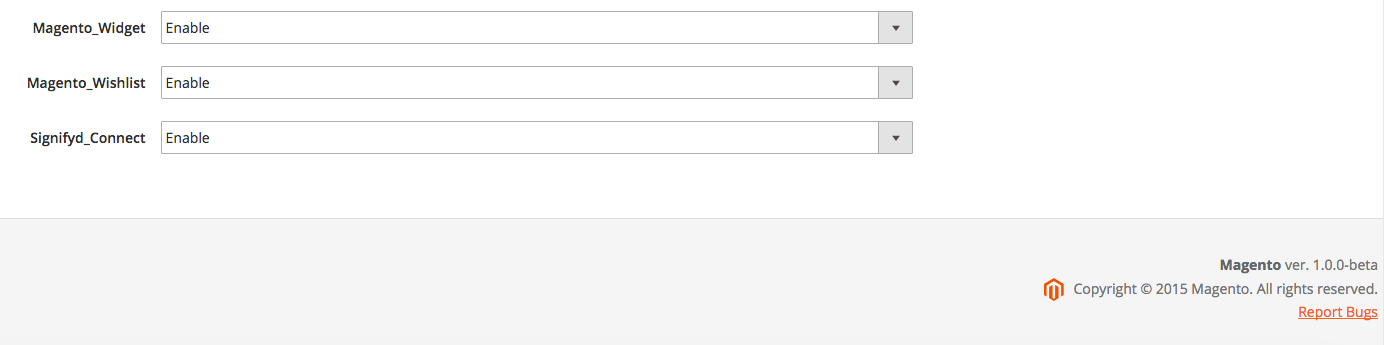 Magento_Widget Enable
Magento_Wishlist Enable
Signifyd_Connect Enable
Magento ver. 1.0.0-beta
Copyright © 2015 Magento. All rights reserved.
Report Bugs